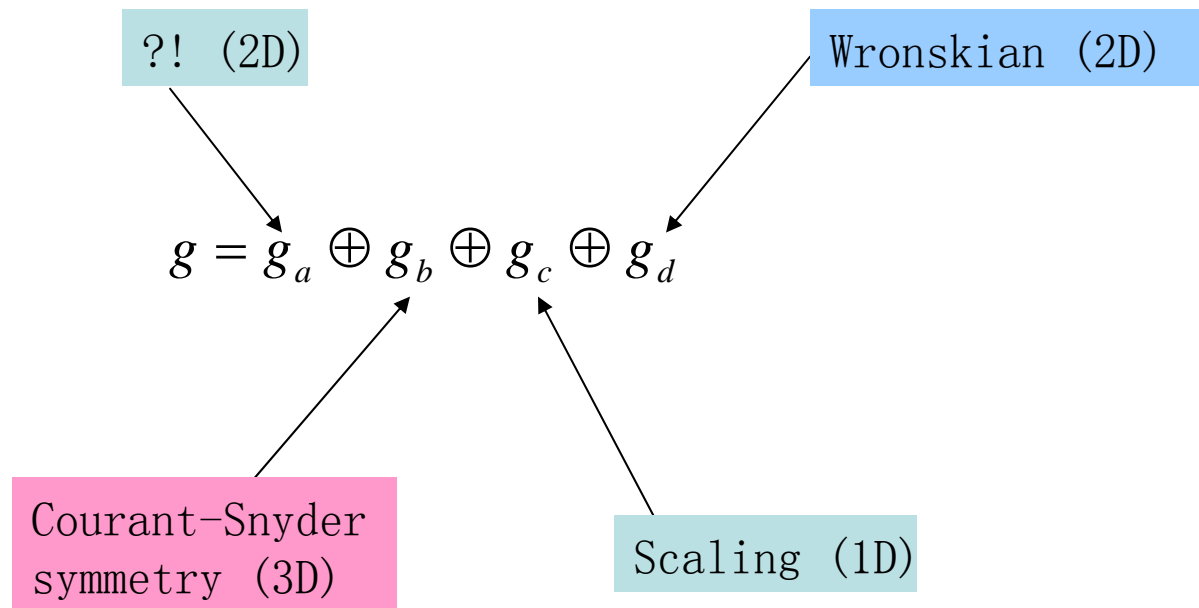 ?! (2D)
Wronskian (2D)
g = g_a ⊕ g_b ⊕ g_c ⊕ g_d
Courant-Snyder
symmetry (3D)
Scaling (1D)